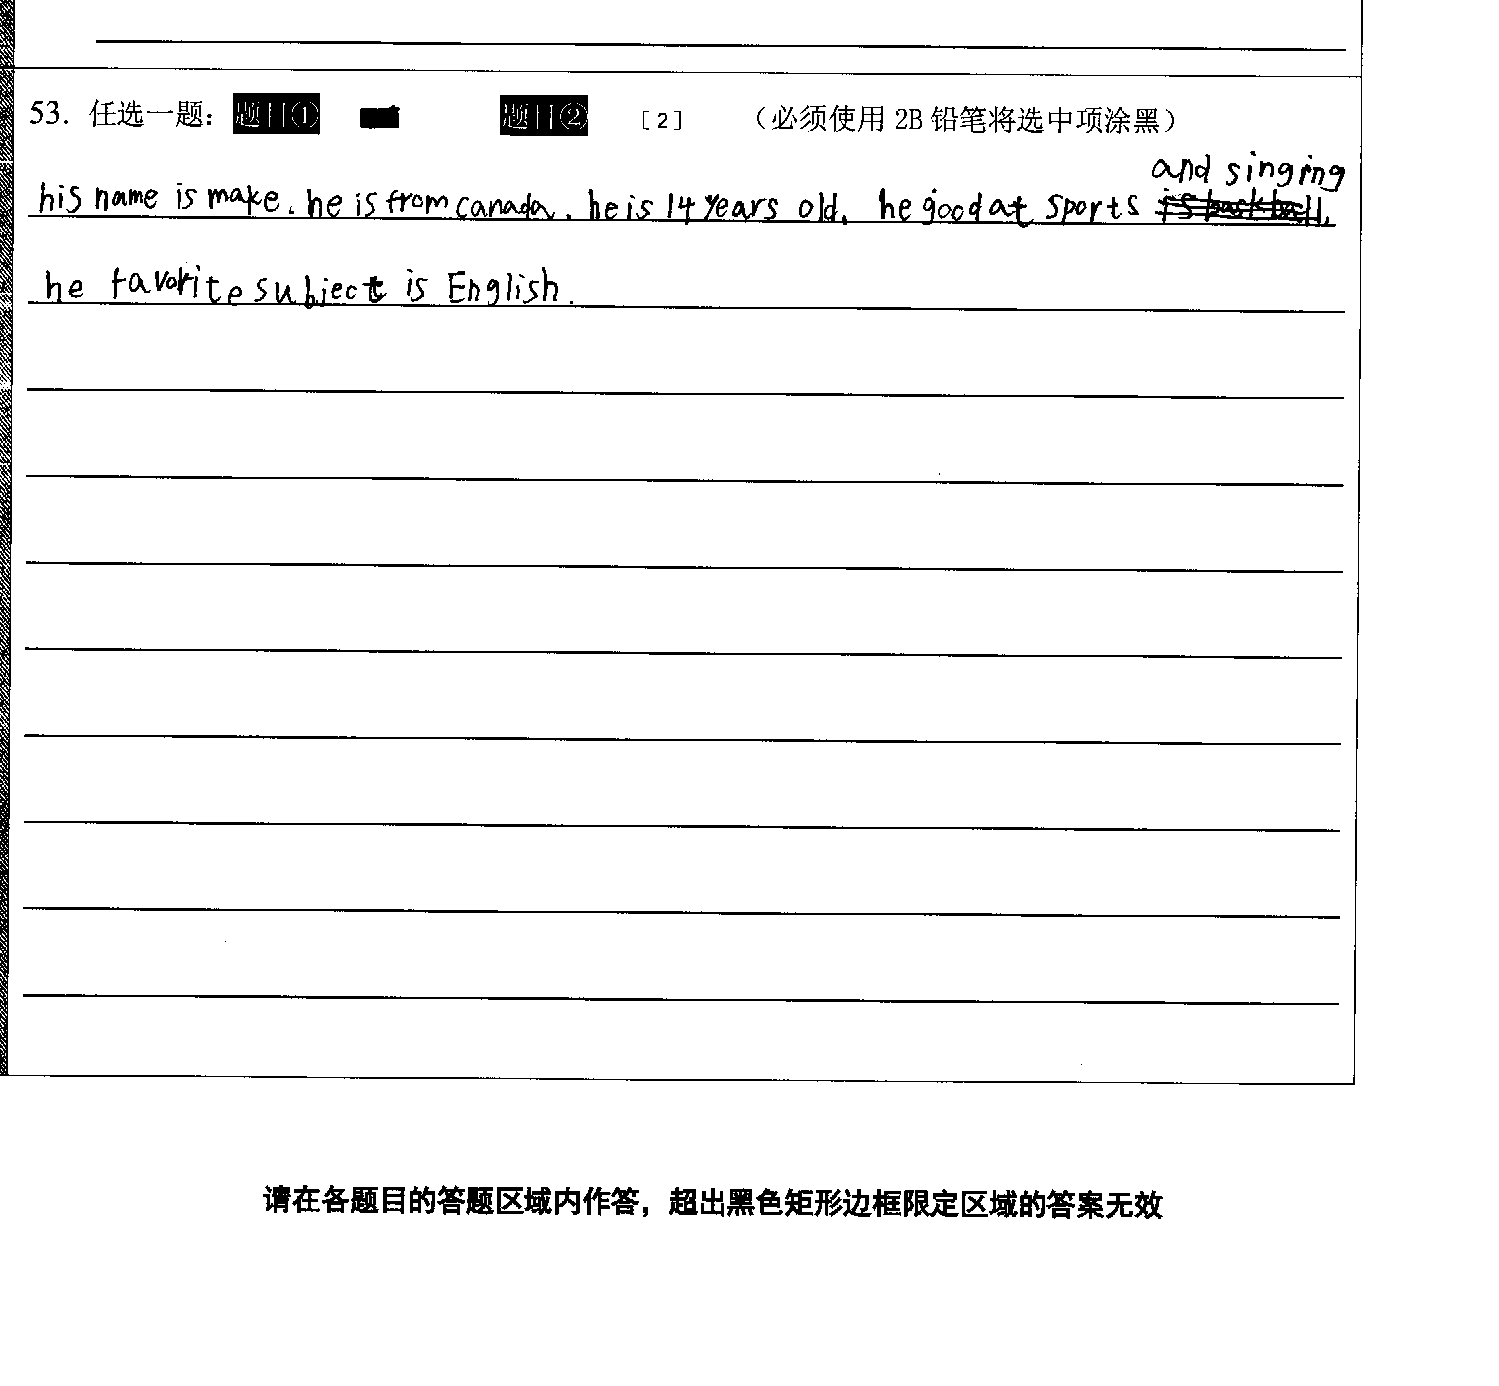 53. 任选一题： 题目① 题目② [2] （必须使用 2B 铅笔将选中项涂黑）
and singing
his name is make. he is from canada. he is 14 years old. he good at sports
he favorite subject is English.
请在各题目的答题区域内作答，超出黑色矩形边框限定区域的答案无效